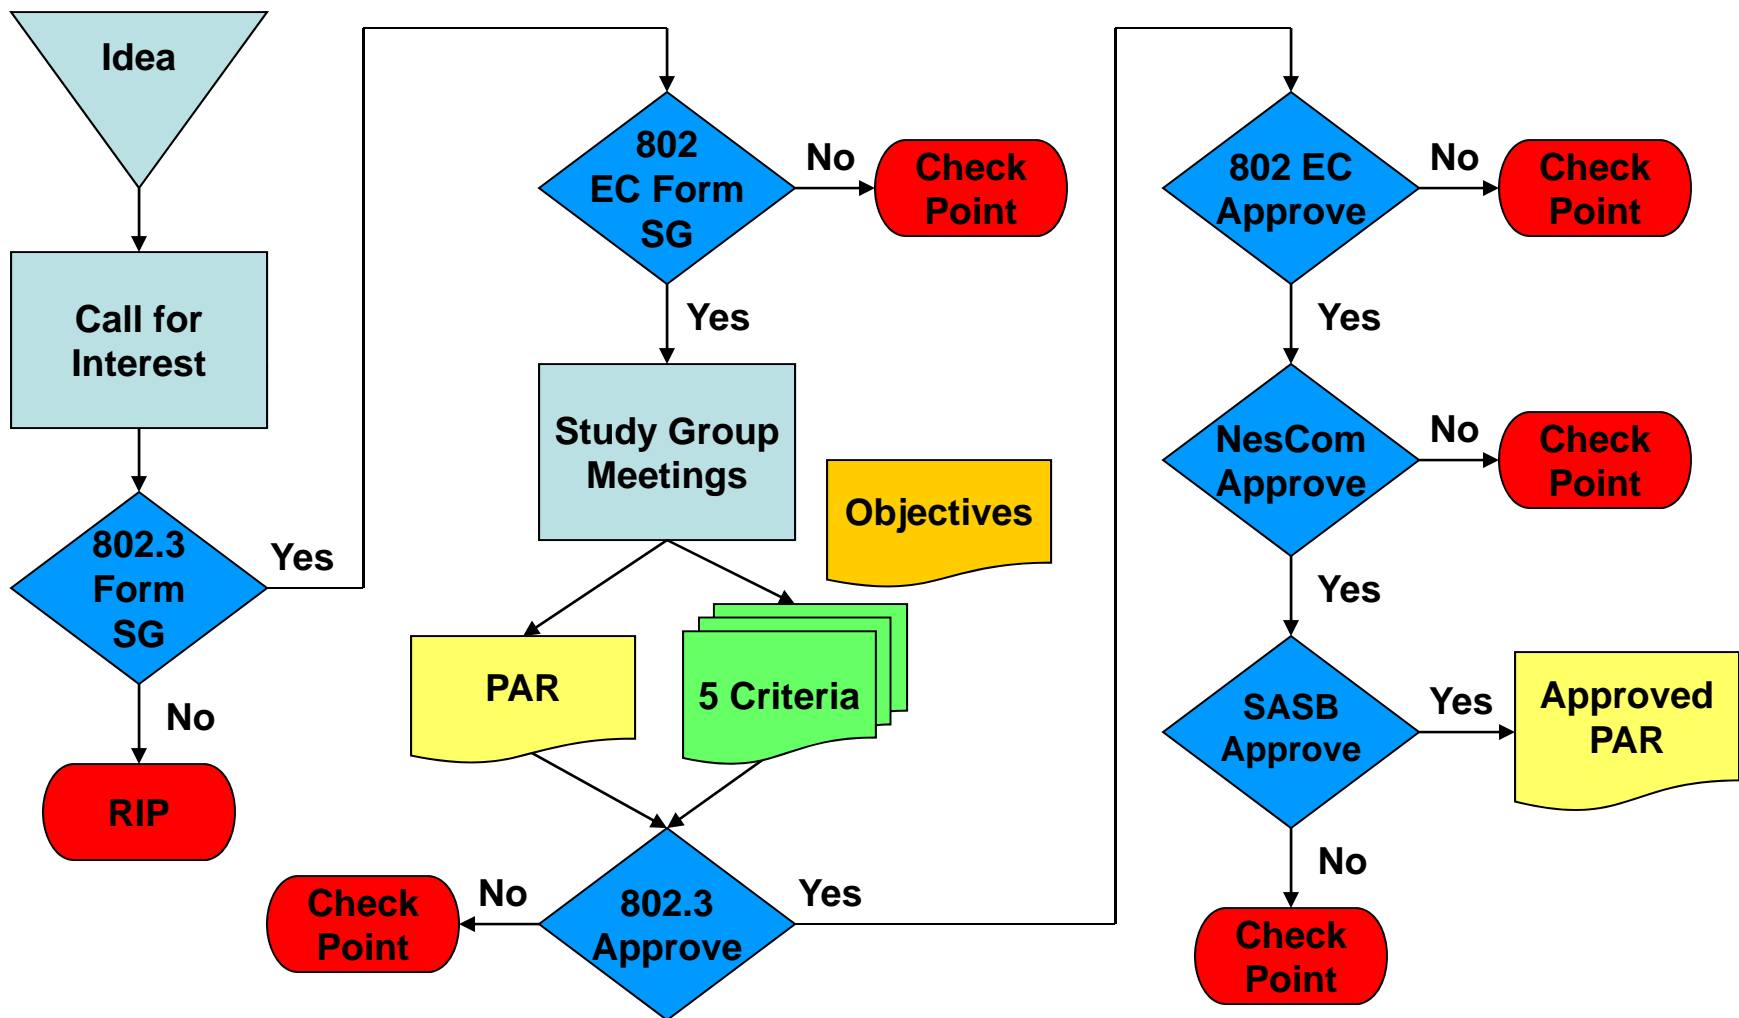 Idea
Call for
Interest
802.3
Form
SG
Yes
No
RIP
802
EC Form
SG
No
Check
Point
Yes
Study Group
Meetings
Objectives
PAR
5 Criteria
802.3
Approve
No
Check
Point
Yes
802 EC
Approve
No
Check
Point
Yes
NesCom
Approve
No
Check
Point
Yes
SASB
Approve
Yes
Approved
PAR
No
Check
Point